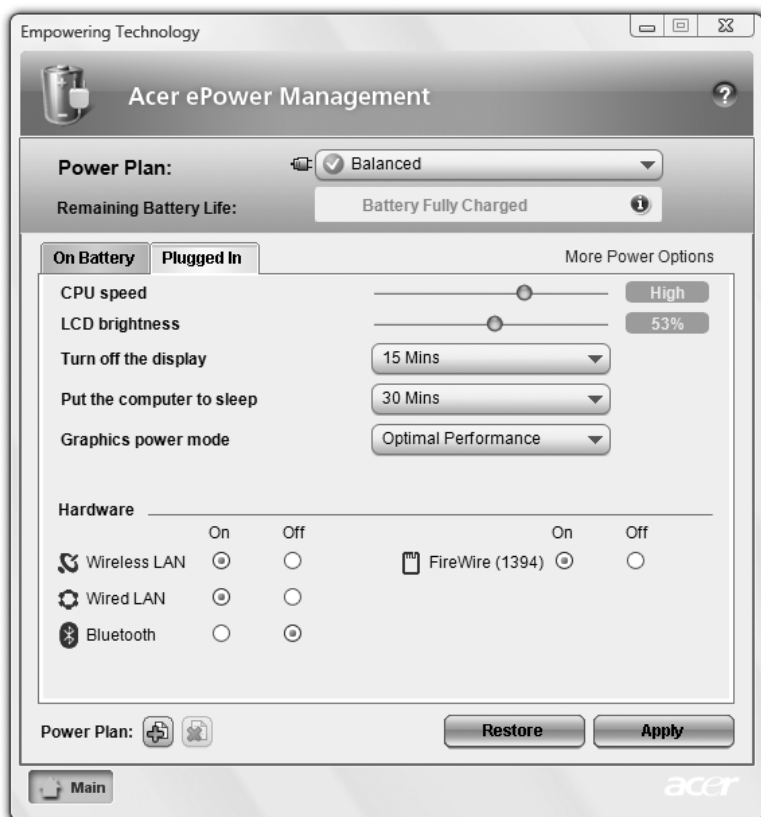 Empowering Technology
Acer ePower Management ?
Power Plan: Balanced
Remaining Battery Life: Battery Fully Charged i
On Battery Plugged In More Power Options
CPU speed High
LCD brightness 53%
Turn off the display 15 Mins
Put the computer to sleep 30 Mins
Graphics power mode Optimal Performance
Hardware
On Off On Off
Wireless LAN FireWire (1394)
Wired LAN
Bluetooth
Power Plan: Restore Apply
Main acer